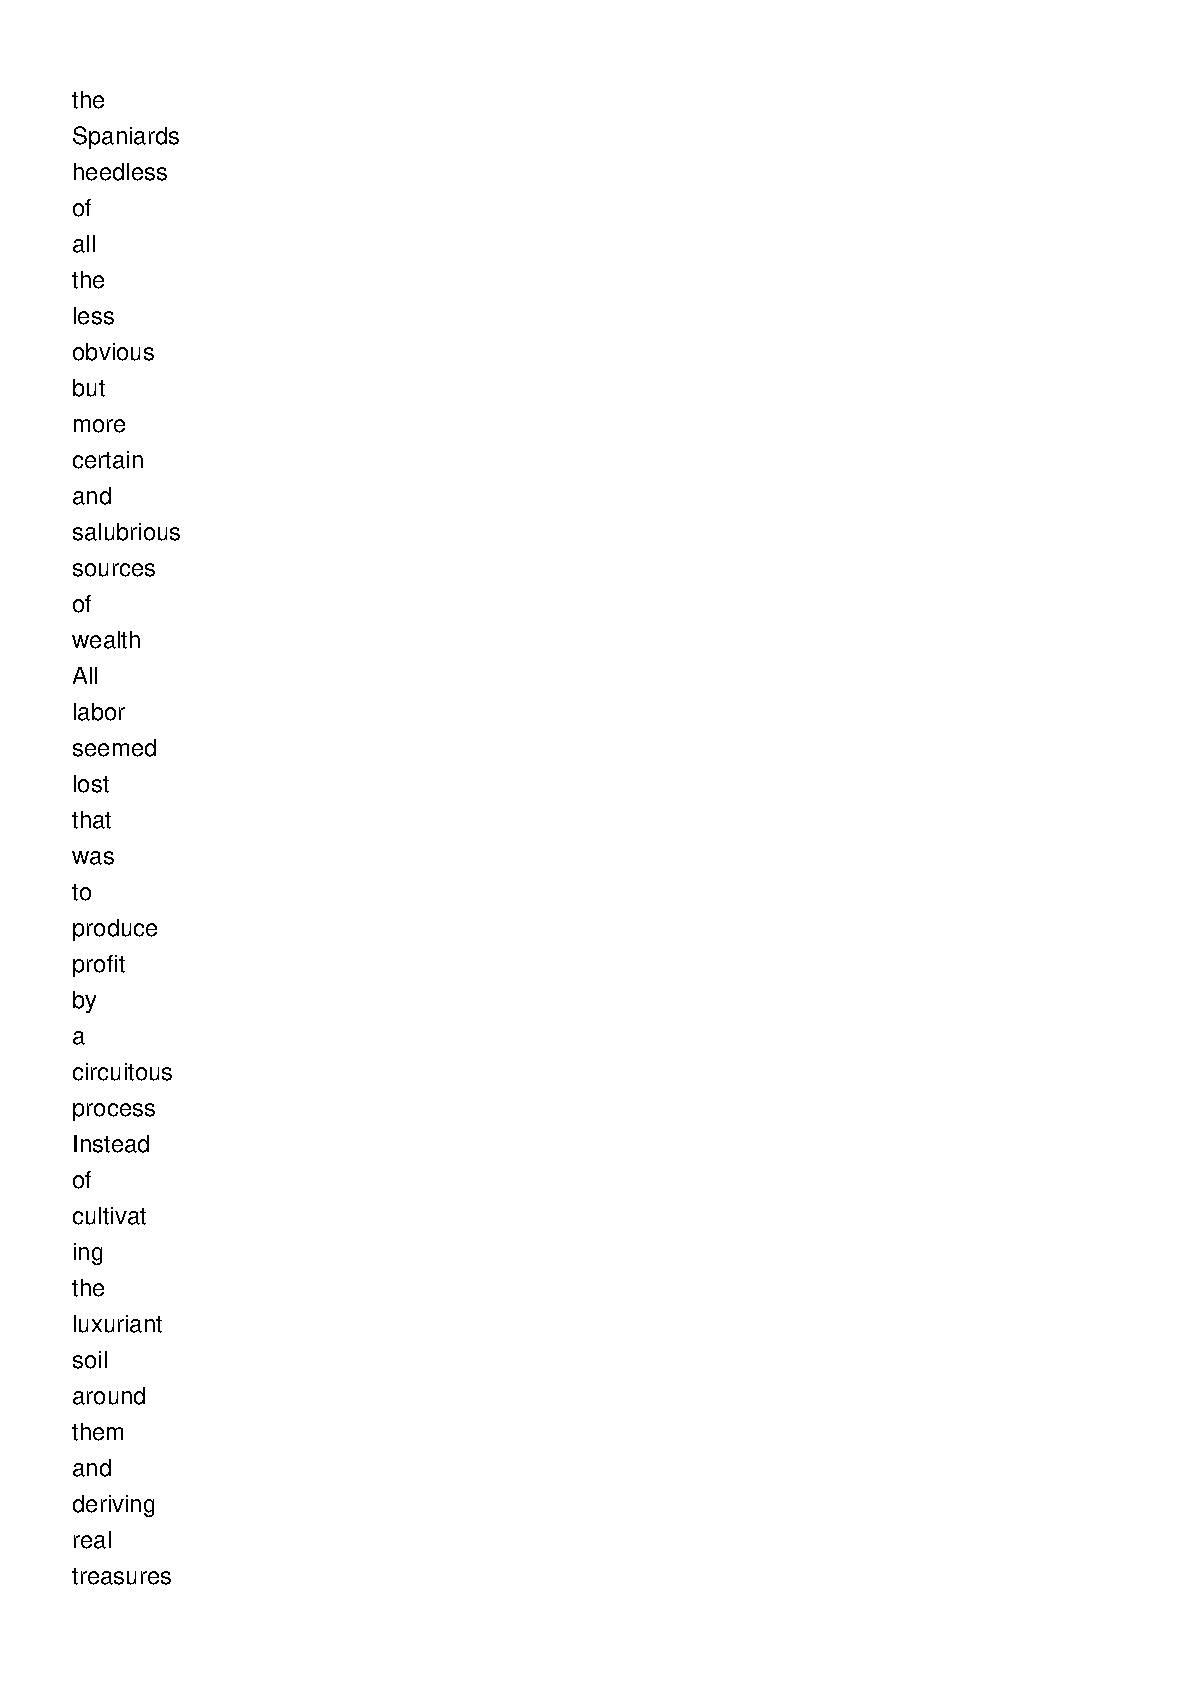 the
Spaniards
heedless
of
all
the
less
obvious
but
more
certain
and
salubrious
sources
of
wealth
All
labor
seemed
lost
that
was
to
produce
profit
by
a
circuitous
process
Instead
of
cultivat
ing
the
luxuriant
soil
around
them
and
deriving
real
treasures